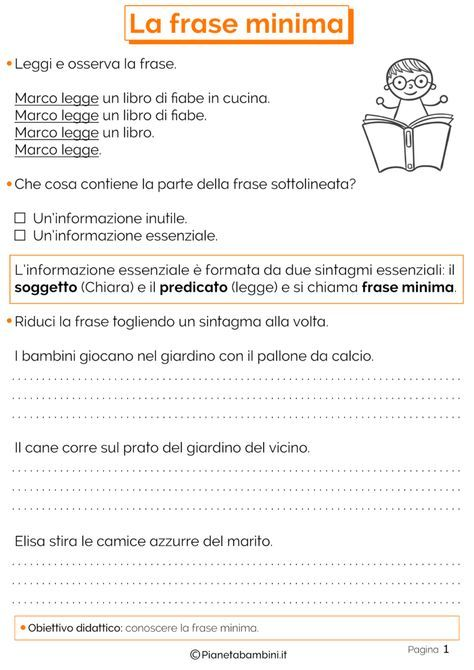 La frase minima
• Leggi e osserva la frase.
Marco legge un libro di fiabe in cucina.
Marco legge un libro di fiabe.
Marco legge un libro.
Marco legge.
• Che cosa contiene la parte della frase sottolineata?
☐ Un'informazione inutile.
☐ Un'informazione essenziale.
L'informazione essenziale è formata da due sintagmi essenziali: il
soggetto (Chiara) e il predicato (legge) e si chiama frase minima.
• Riduci la frase togliendo un sintagma alla volta.
I bambini giocano nel giardino con il pallone da calcio.
Il cane corre sul prato del giardino del vicino.
Elisa stira le camice azzurre del marito.
• Obiettivo didattico: conoscere la frase minima.
Pagina 1
©Pianetabambini.it